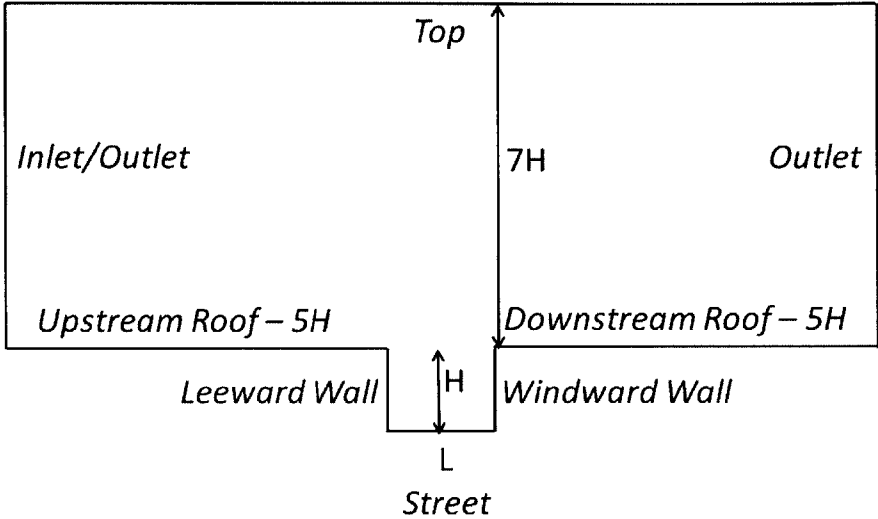 Top
Inlet/Outlet
7H
Outlet
Upstream Roof – 5H
Downstream Roof – 5H
Leeward Wall
H
Windward Wall
L
Street